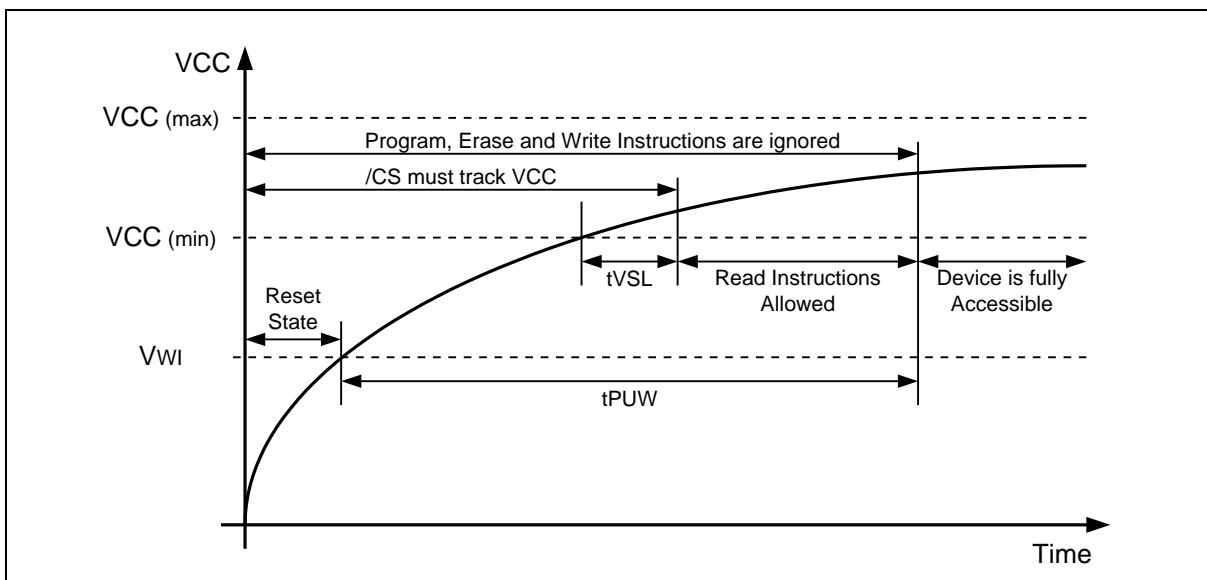 VCC
VCC (max)
Program, Erase and Write Instructions are ignored
/CS must track VCC
VCC (min)
tVSL
Read Instructions
Allowed
Device is fully
Accessible
Reset
State
VWI
tPUW
Time